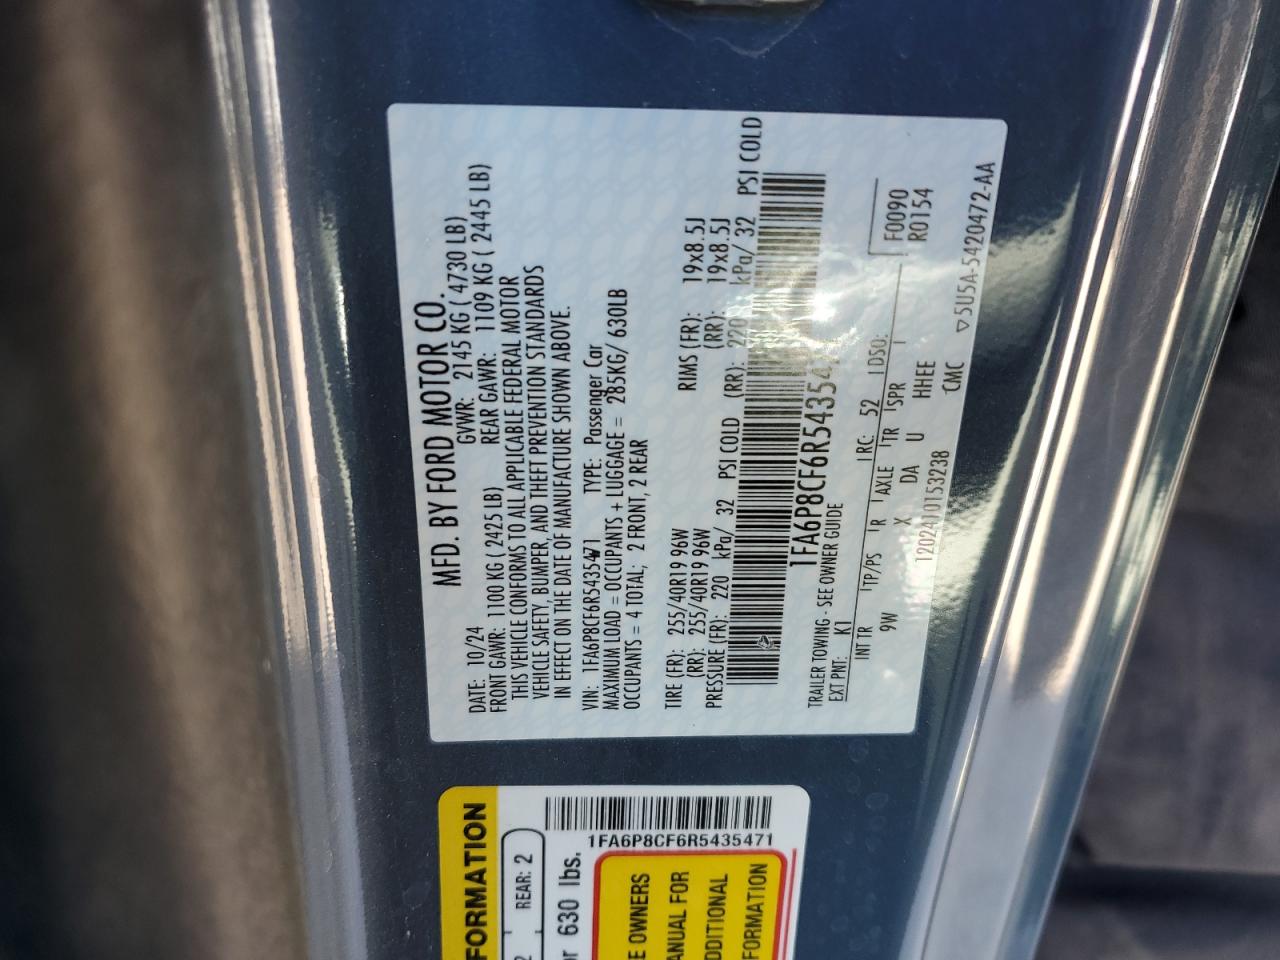 MFD. BY FORD MOTOR CO.
DATE: 10/24 GVWR: 2145 KG ( 4730 LB)
FRONT GAWR: 1100 KG ( 2425 LB) REAR GAWR: 1109 KG ( 2445 LB)
THIS VEHICLE CONFORMS TO ALL APPLICABLE FEDERAL MOTOR
VEHICLE SAFETY, BUMPER, AND THEFT PREVENTION STANDARDS
IN EFFECT ON THE DATE OF MANUFACTURE SHOWN ABOVE.
VIN: 1FA6P8CF6R5435471 TYPE: Passenger Car
MAXIMUM LOAD = OCCUPANTS + LUGGAGE = 285KG/ 630LB
OCCUPANTS = 4 TOTAL; 2 FRONT, 2 REAR
TIRE (FR): 255/40R19 96W RIMS (FR): 19x8.5J
(RR): 255/40R19 96W (RR): 19x8.5J
PRESSURE (FR): 220 kPa/ 32 PSI COLD (RR): 220 kPa/ 32 PSI COLD
1FA6P8CF6R54354
TRAILER TOWING - SEE OWNER GUIDE
EXT PNT: K1 RC: 52 DSO: F0090
INT TR TP/PS R AXLE TR SPR R0154
9W X DA U HHEE
1202410153238 CMC ▽5U5A-5420472-AA
FORMATION
2 REAR: 2
or 630 lbs.
1FA6P8CF6R5435471
E OWNERS
ANUAL FOR
DDITIONAL
FORMATION